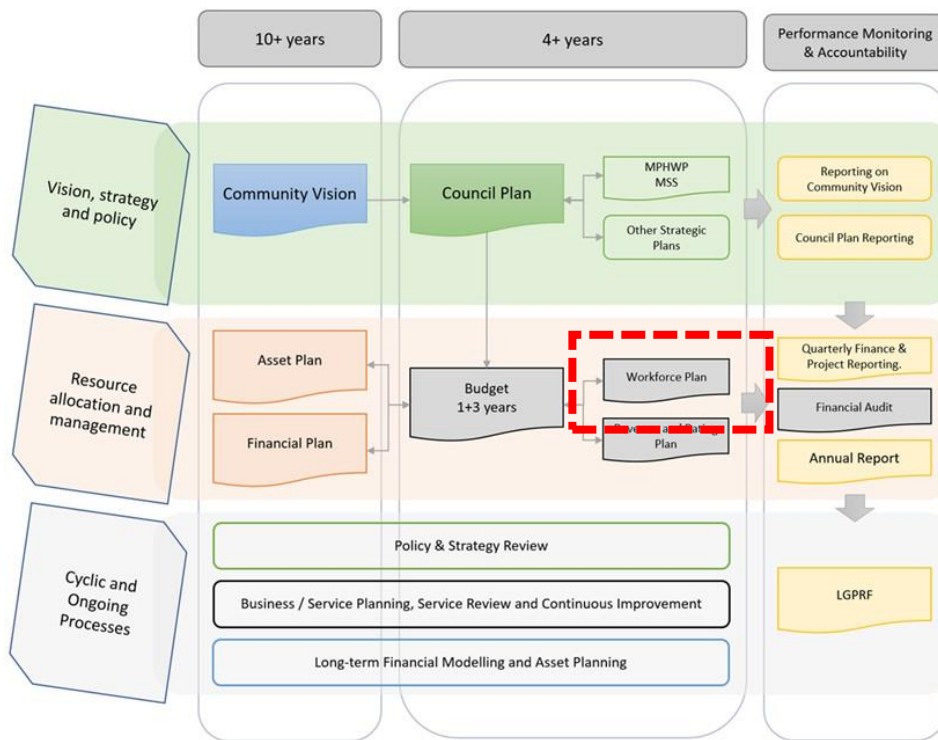 10+ years
4+ years
Performance Monitoring
& Accountability
Vision, strategy
and policy
Community Vision
Council Plan
MPHWP
MSS
Other Strategic
Plans
Reporting on
Community Vision
Council Plan Reporting
Resource
allocation and
management
Asset Plan
Financial Plan
Budget
1+3 years
Workforce Plan
Plan
Quarterly Finance &
Project Reporting.
Financial Audit
Annual Report
Cyclic and
Ongoing
Processes
Policy & Strategy Review
Business / Service Planning, Service Review and Continuous Improvement
Long-term Financial Modelling and Asset Planning
LGPRF